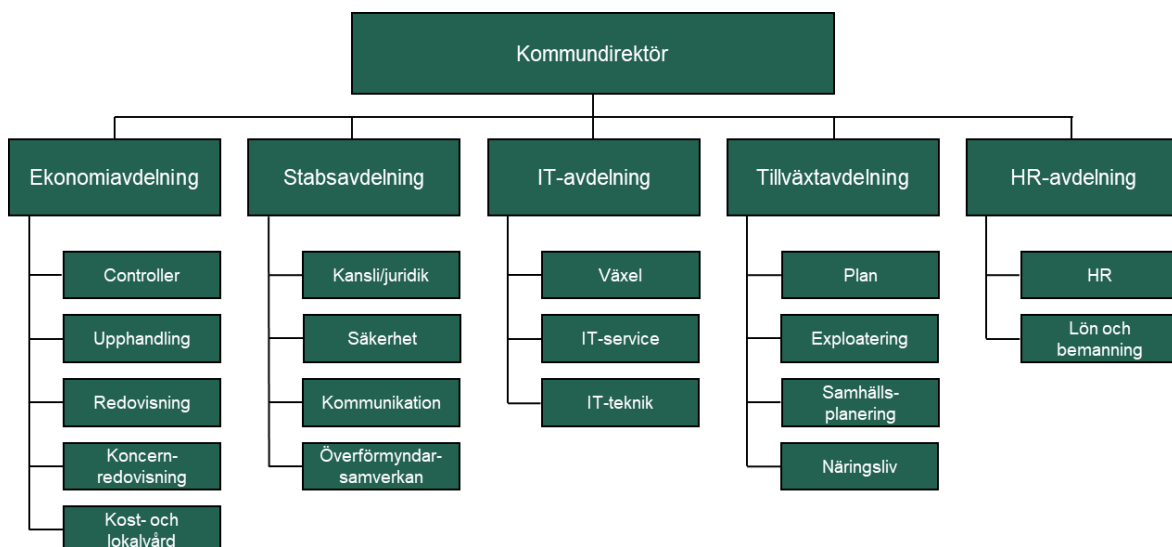 Kommundirektör
Ekonomiavdelning
Controller
Upphandling
Redovisning
Koncern-
redovisning
Kost- och
lokalvård
Stabsavdelning
Kansli/juridik
Säkerhet
Kommunikation
Överförmyndar-
samverkan
IT-avdelning
Växel
IT-service
IT-teknik
Tillväxtavdelning
Plan
Exploatering
Samhälls-
planering
Näringsliv
HR-avdelning
HR
Lön och
bemanning